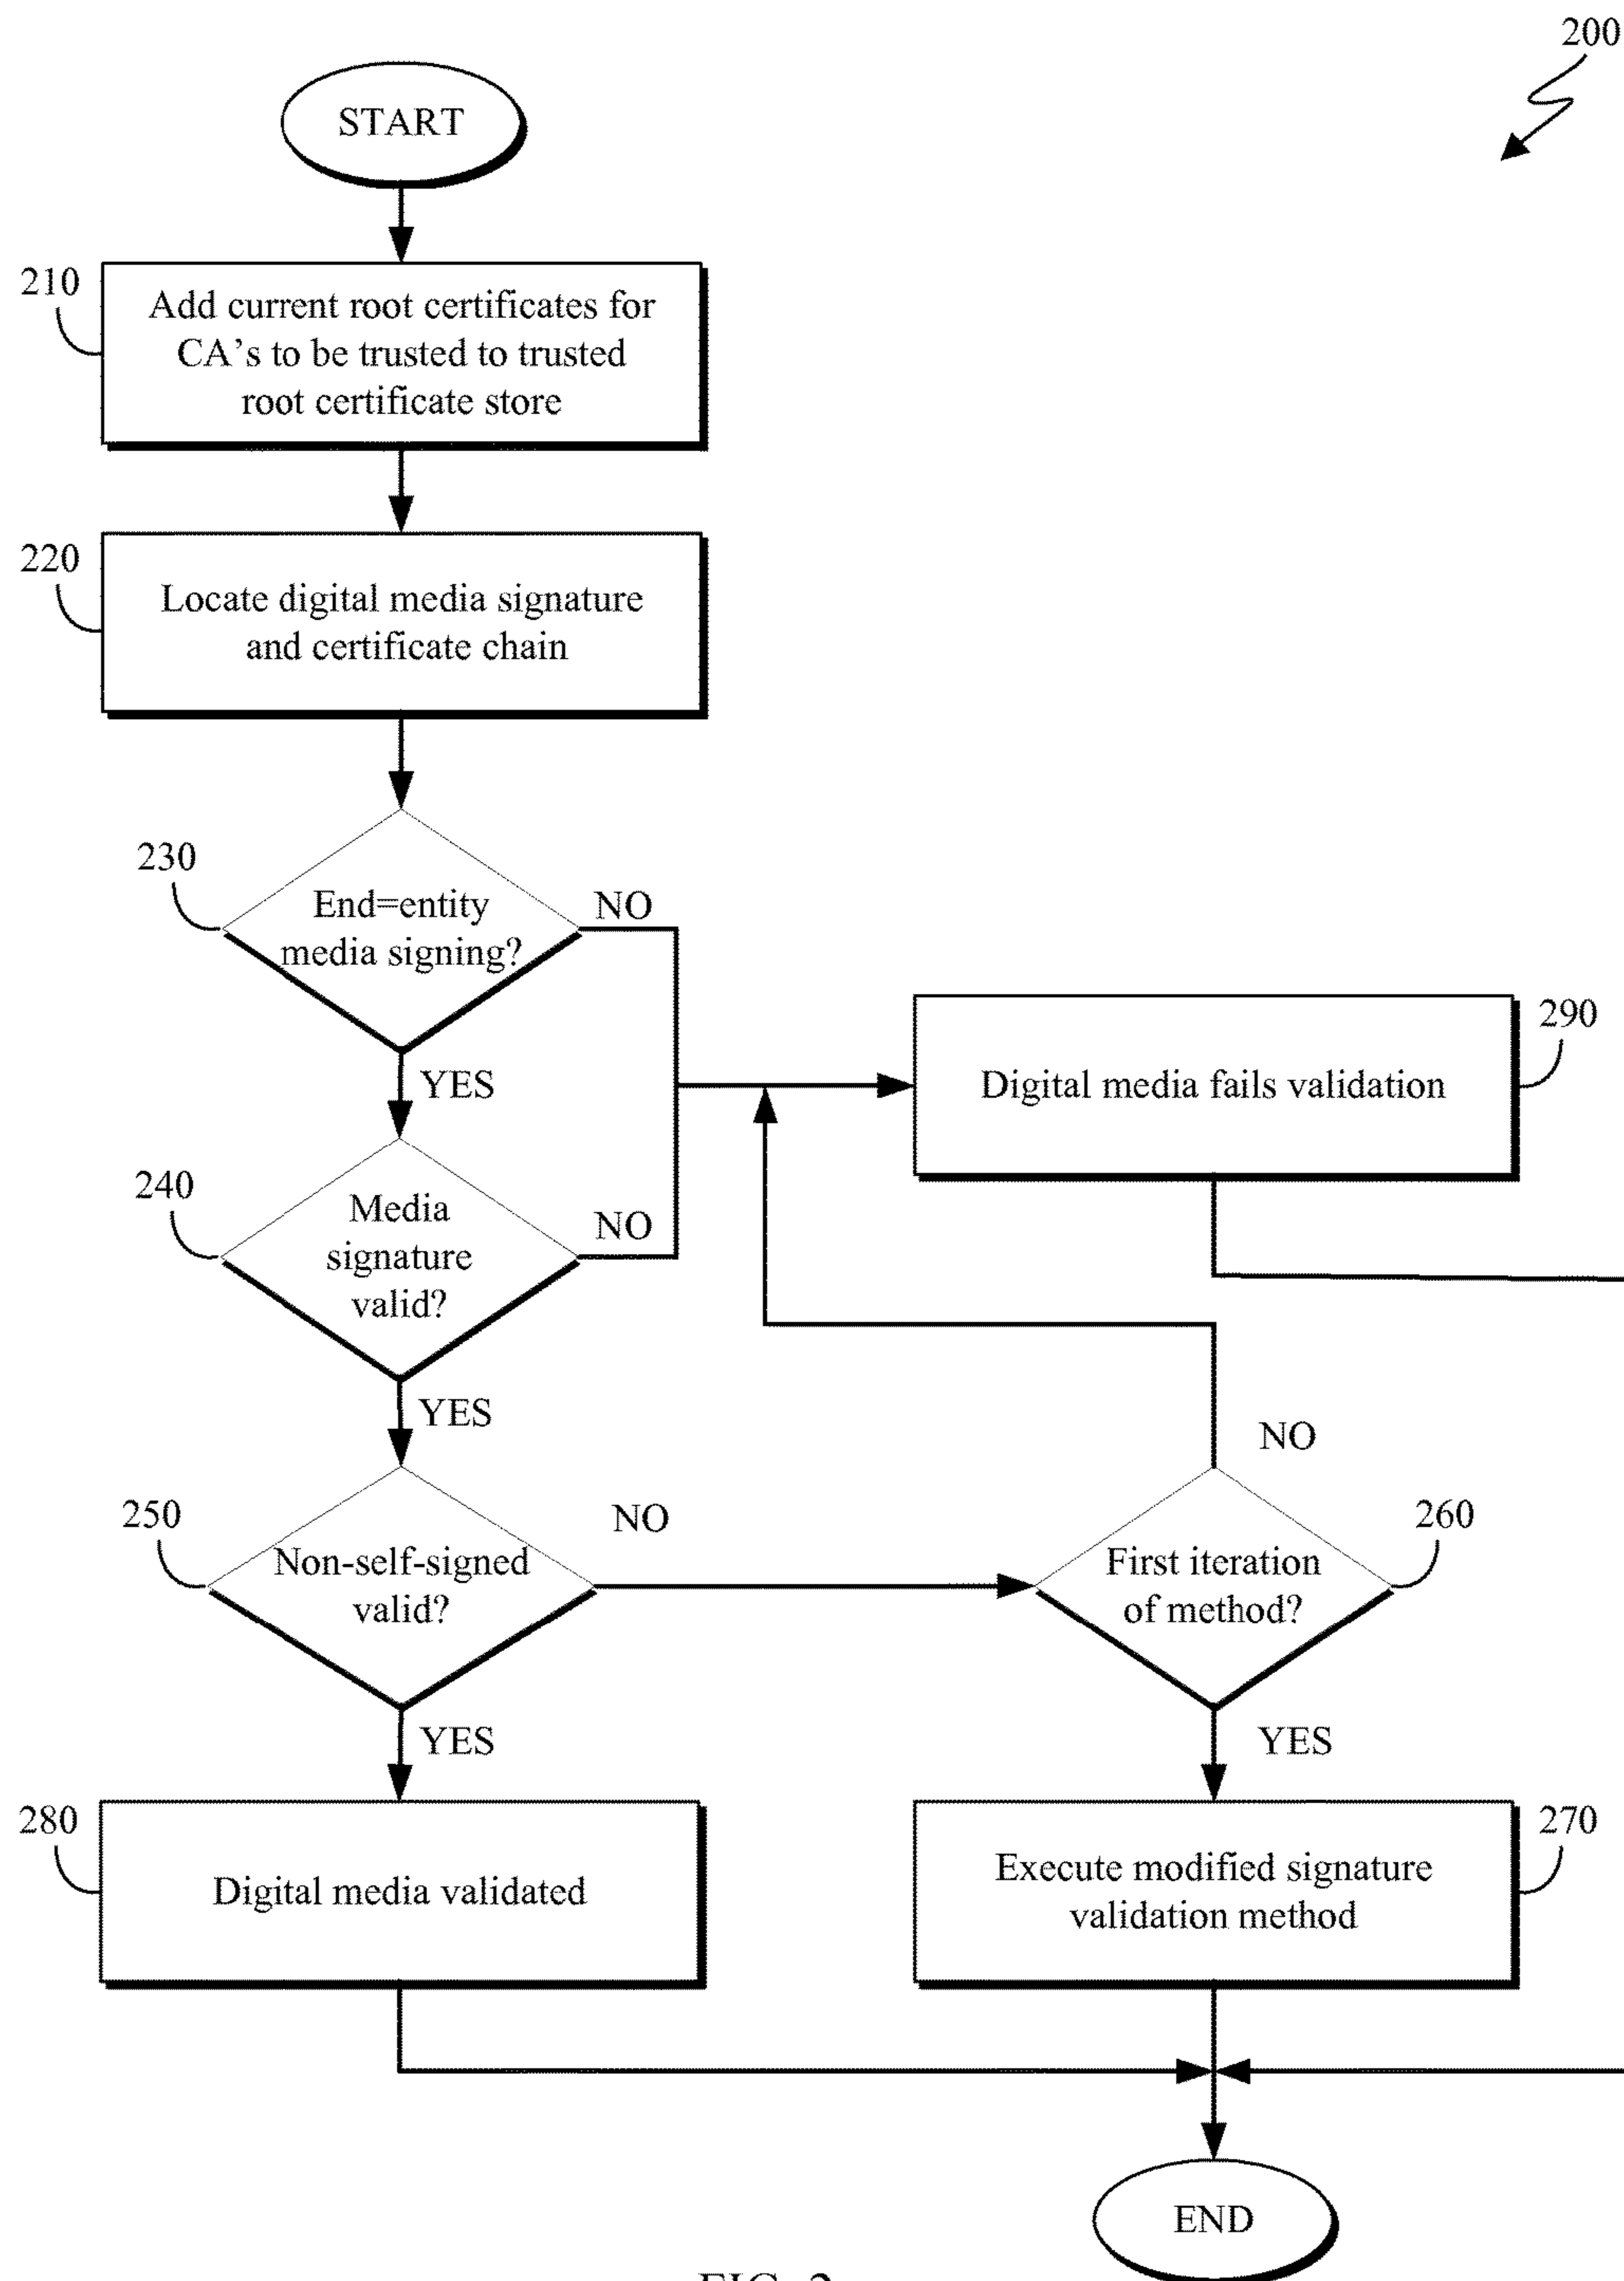 200
START
210
Add current root certificates for
CA's to be trusted to trusted
root certificate store
220
Locate digital media signature
and certificate chain
230
End=entity
media signing?
NO
YES
290
Digital media fails validation
240
Media
signature
valid?
NO
YES
NO
250
Non-self-signed
valid?
NO
260
First iteration
of method?
YES
YES
280
Digital media validated
270
Execute modified signature
validation method
END
FIG. 2